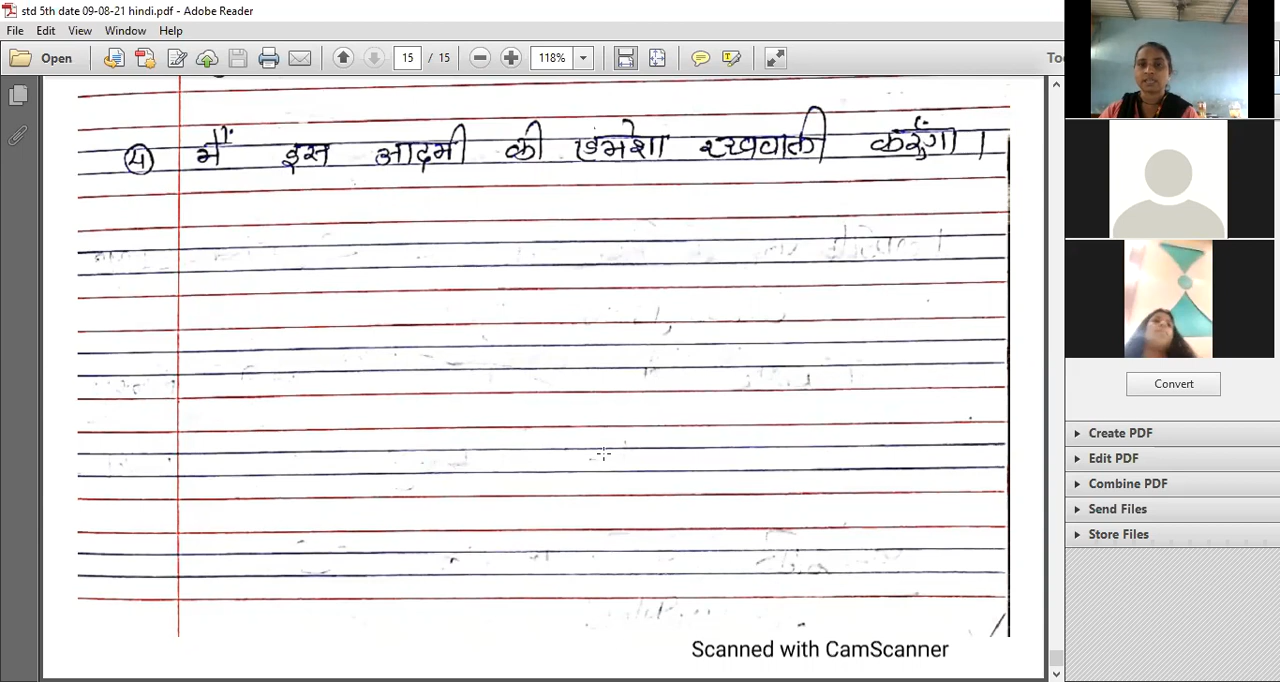 std 5th date 09-08-21 hindi.pdf - Adobe Reader
File Edit View Window Help
Open 15 / 15 118% To
५ मैं इस आदमी की हमेशा रखवाली करुंगा ।
Scanned with CamScanner
Convert
Create PDF
Edit PDF
Combine PDF
Send Files
Store Files